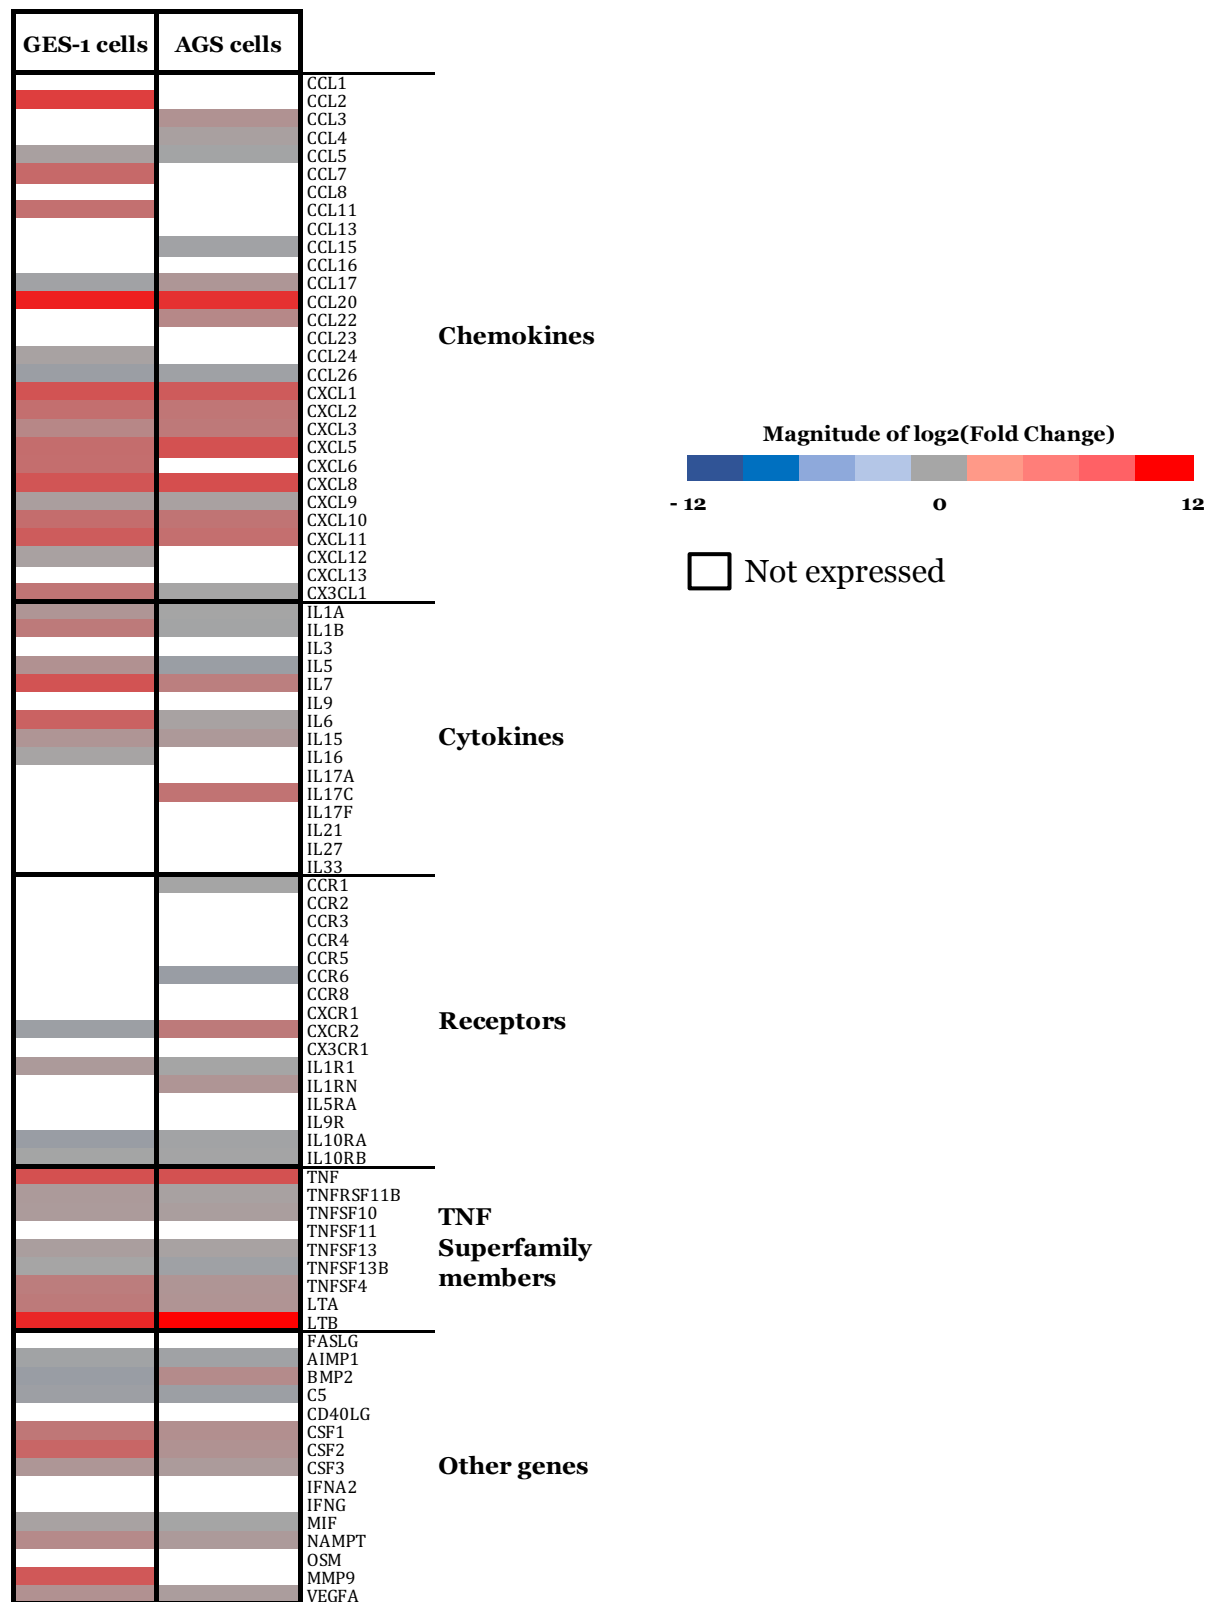 GES-1 cells AGS cells
CCL1
CCL2
CCL3
CCL4
CCL5
CCL7
CCL8
CCL11
CCL13
CCL15
CCL16
CCL17
CCL20
CCL22
CCL23
CCL24
CCL26
CXCL1
CXCL2
CXCL3
CXCL5
CXCL6
CXCL8
CXCL9
CXCL10
CXCL11
CXCL12
CXCL13
CX3CL1
Chemokines
IL1A
IL1B
IL3
IL5
IL7
IL9
IL6
IL15
IL16
IL17A
IL17C
IL17F
IL21
IL27
IL33
Cytokines
CCR1
CCR2
CCR3
CCR4
CCR5
CCR6
CCR8
CXCR1
CXCR2
CX3CR1
IL1R1
IL1RN
IL5RA
IL9R
IL10RA
IL10RB
Receptors
TNF
TNFRSF11B
TNFSF10
TNFSF11
TNFSF13
TNFSF13B
TNFSF4
LTA
LTB
TNF
Superfamily
members
FASLG
AIMP1
BMP2
C5
CD40LG
CSF1
CSF2
CSF3
IFNA2
IFNG
MIF
NAMPT
OSM
MMP9
VEGFA
Other genes
Magnitude of log2(Fold Change)
- 12 0 12
Not expressed